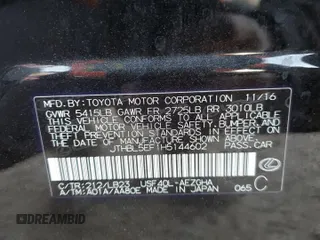 MFD. BY: TOYOTA MOTOR CORPORATION 11/16
GVWR 5415LB GAWR FR 2725LB RR 3010LB
THIS VEHICLE CONFORMS TO ALL APPLICABLE
FEDERAL MOTOR VEHICLE SAFETY, BUMPER, AND
THEFT PREVENTION STANDARDS IN EFFECT ON
THE DATE OF MANUFACTURE SHOWN ABOVE.
JTHBL5EF1H5144602 PASS. CAR
C/TR: 212/LB23 USF40L-AEZGHA
A/TM: A01A/AA80E MADE IN JAPAN 065 C